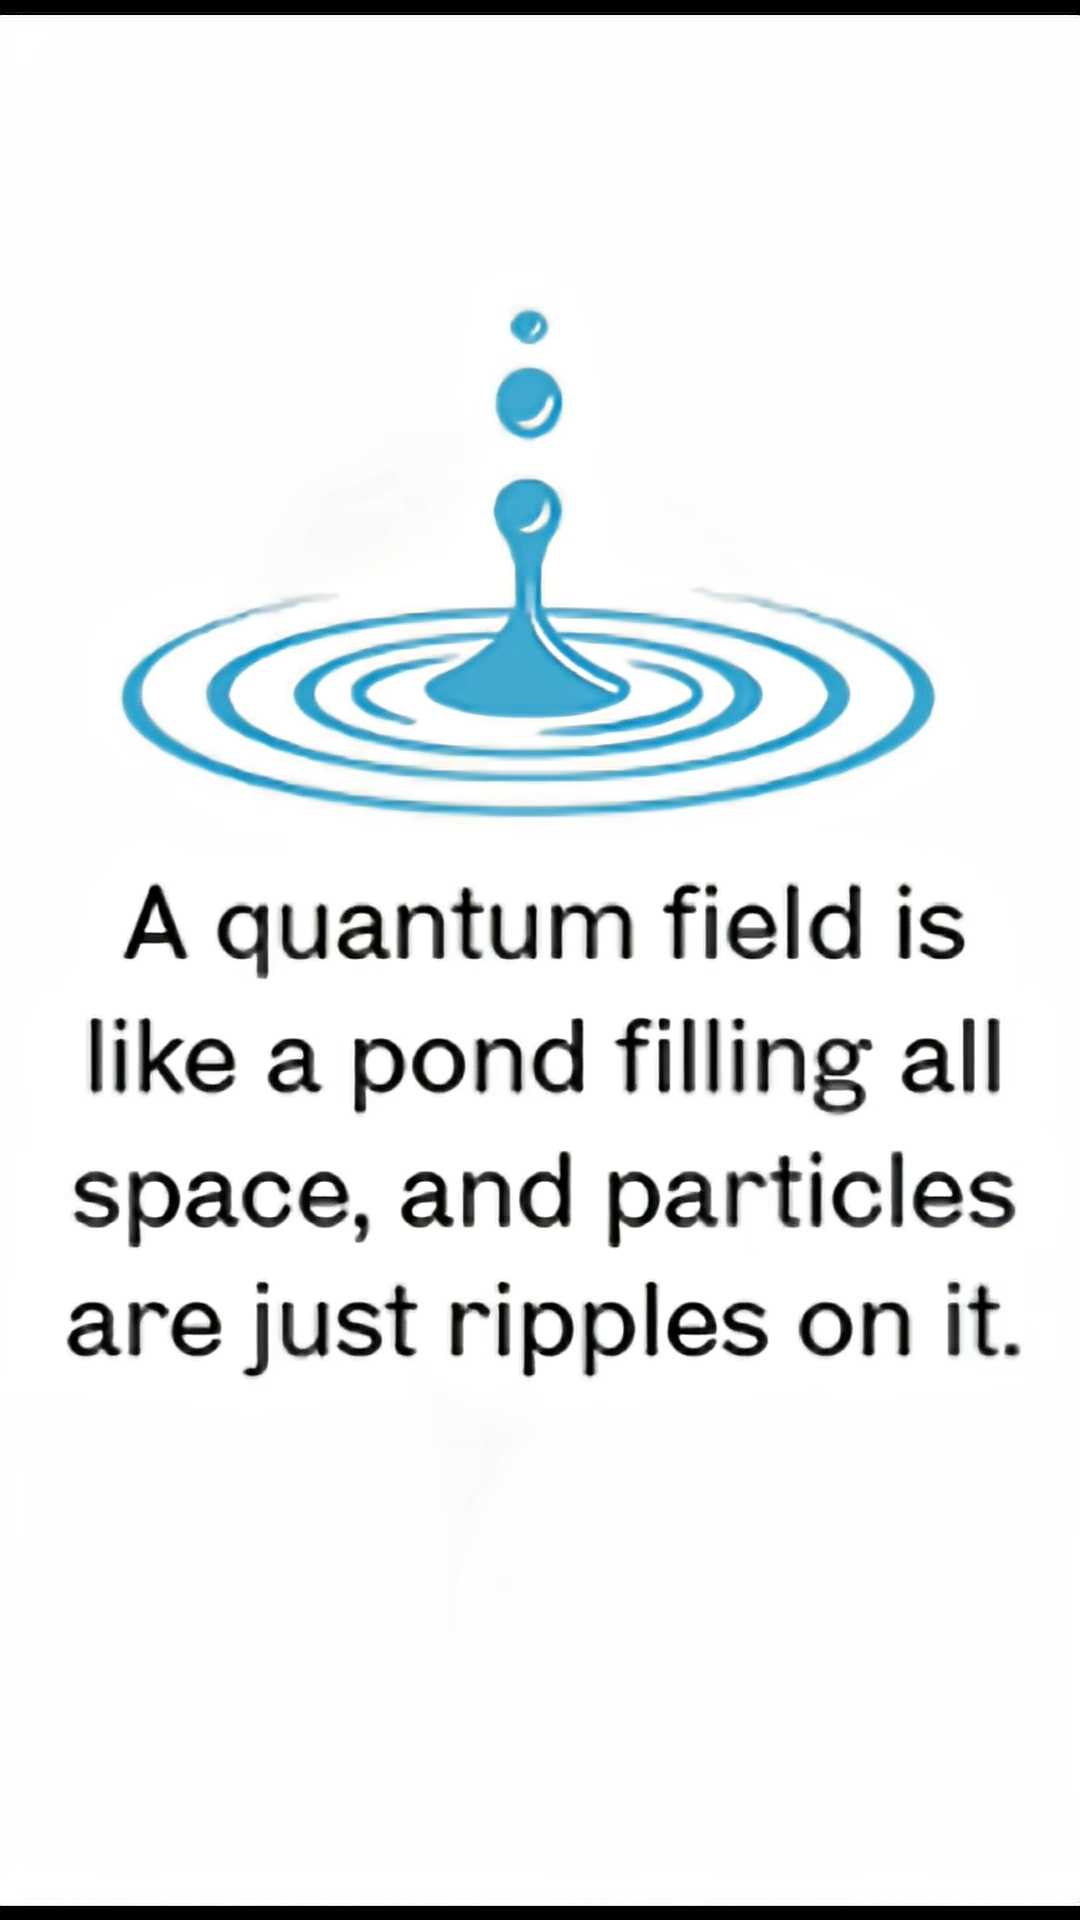 A quantum field is
like a pond filling all
space, and particles
are just ripples on it.